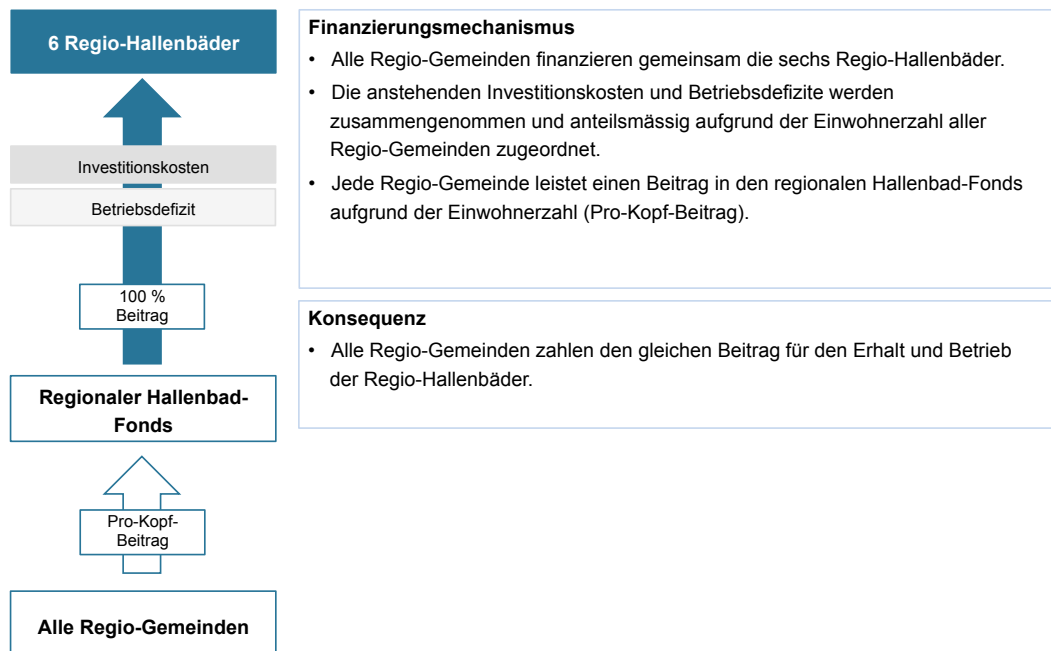 6 Regio-Hallenbäder
Investitionskosten
Betriebsdefizit
100 %
Beitrag
Regionaler Hallenbad-
Fonds
Pro-Kopf-
Beitrag
Alle Regio-Gemeinden
Finanzierungsmechanismus
• Alle Regio-Gemeinden finanzieren gemeinsam die sechs Regio-Hallenbäder.
• Die anstehenden Investitionskosten und Betriebsdefizite werden
zusammengenommen und anteilsmässig aufgrund der Einwohnerzahl aller
Regio-Gemeinden zugeordnet.
• Jede Regio-Gemeinde leistet einen Beitrag in den regionalen Hallenbad-Fonds
aufgrund der Einwohnerzahl (Pro-Kopf-Beitrag).
Konsequenz
• Alle Regio-Gemeinden zahlen den gleichen Beitrag für den Erhalt und Betrieb
der Regio-Hallenbäder.